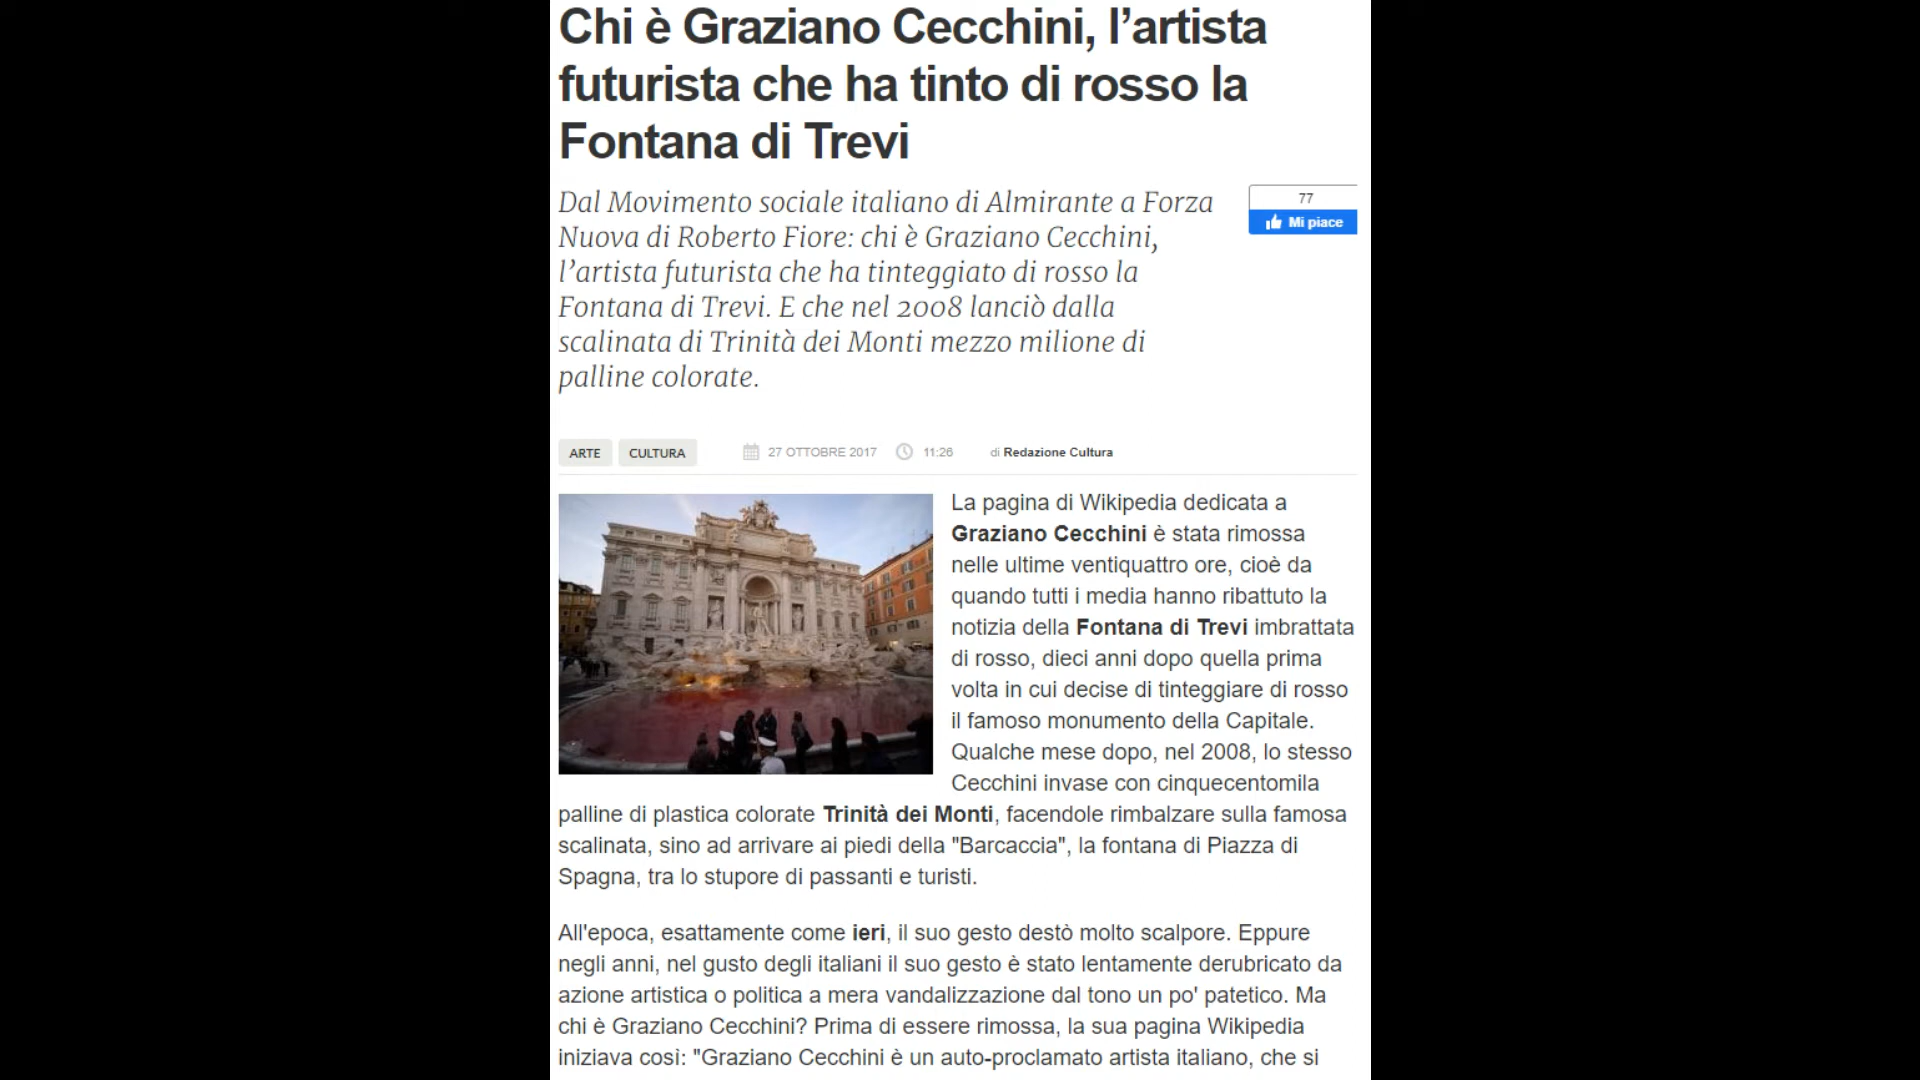 Chi è Graziano Cecchini, l’artista
futurista che ha tinto di rosso la
Fontana di Trevi
Dal Movimento sociale italiano di Almirante a Forza
Nuova di Roberto Fiore: chi è Graziano Cecchini,
l’artista futurista che ha tinteggiato di rosso la
Fontana di Trevi. E che nel 2008 lanciò dalla
scalinata di Trinità dei Monti mezzo milione di
palline colorate.
77
Mi piace
ARTE CULTURA 27 OTTOBRE 2017 11:26 di Redazione Cultura
La pagina di Wikipedia dedicata a
Graziano Cecchini è stata rimossa
nelle ultime ventiquattro ore, cioè da
quando tutti i media hanno ribattuto la
notizia della Fontana di Trevi imbrattata
di rosso, dieci anni dopo quella prima
volta in cui decise di tinteggiare di rosso
il famoso monumento della Capitale.
Qualche mese dopo, nel 2008, lo stesso
Cecchini invase con cinquecentomila
palline di plastica colorate Trinità dei Monti, facendole rimbalzare sulla famosa
scalinata, sino ad arrivare ai piedi della "Barcaccia", la fontana di Piazza di
Spagna, tra lo stupore di passanti e turisti.
All'epoca, esattamente come ieri, il suo gesto destò molto scalpore. Eppure
negli anni, nel gusto degli italiani il suo gesto è stato lentamente derubricato da
azione artistica o politica a mera vandalizzazione dal tono un po' patetico. Ma
chi è Graziano Cecchini? Prima di essere rimossa, la sua pagina Wikipedia
iniziava così: "Graziano Cecchini è un auto-proclamato artista italiano, che si